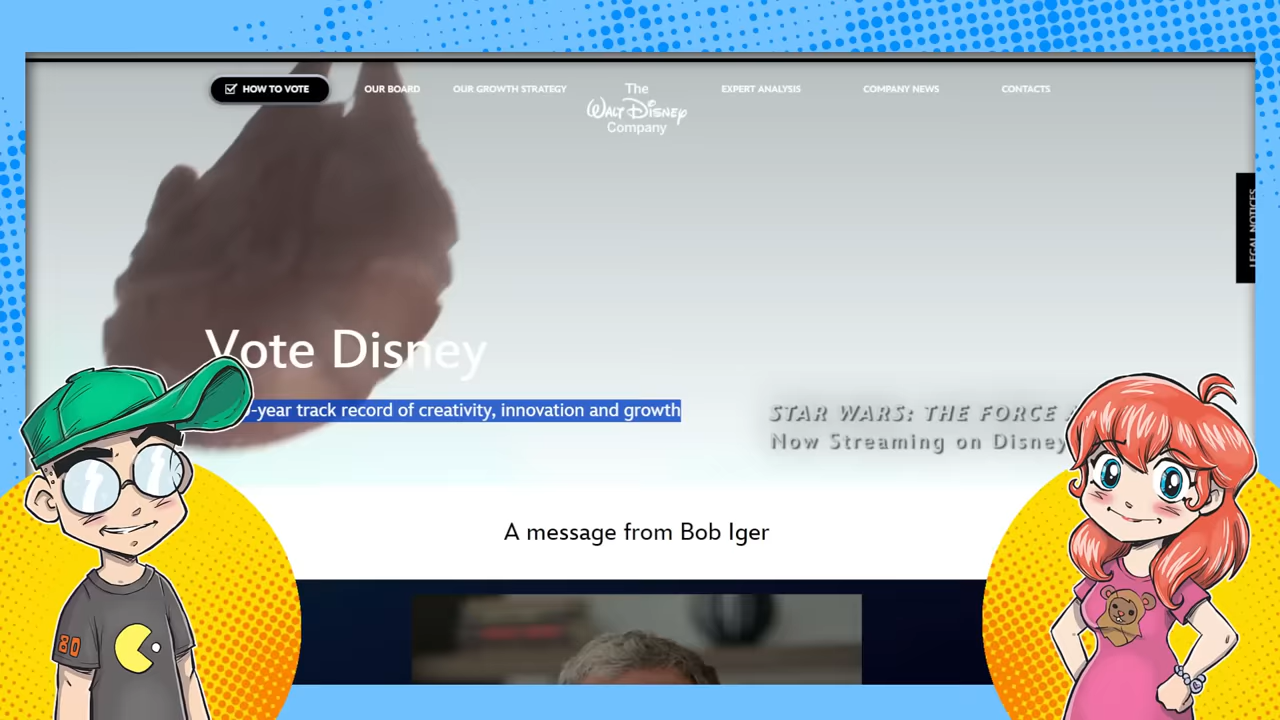 HOW TO VOTE
OUR BOARD
OUR GROWTH STRATEGY
The
WALT DISNEY
Company
EXPERT ANALYSIS
COMPANY NEWS
CONTACTS
LEGAL NOTICES
Vote Disney
-year track record of creativity, innovation and growth
STAR WARS: THE FORCE
Now Streaming on Disney
A message from Bob Iger
80